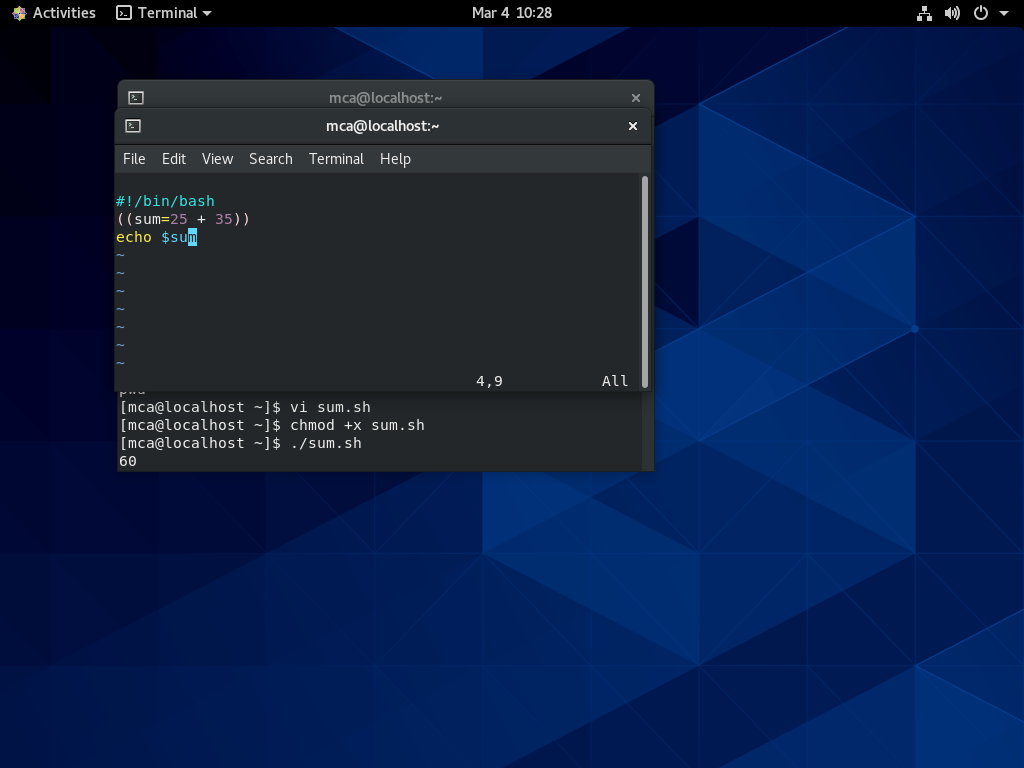 Activities Terminal Mar 4 10:28
mca@localhost:~
mca@localhost:~
File Edit View Search Terminal Help
#!/bin/bash
((sum=25 + 35))
echo $sum
~
~
~
~
~
~
~
4,9 All
pwd
[mca@localhost ~]$ vi sum.sh
[mca@localhost ~]$ chmod +x sum.sh
[mca@localhost ~]$ ./sum.sh
60